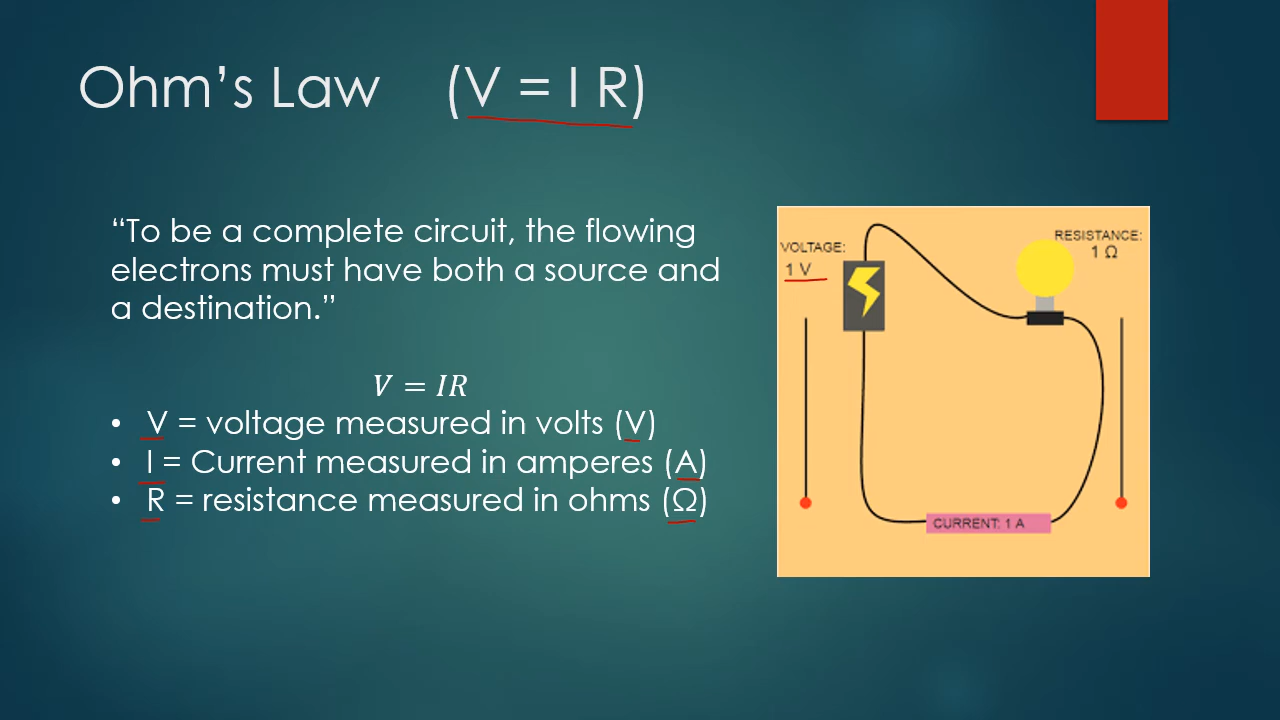 Ohm’s Law (V = I R)
“To be a complete circuit, the flowing
electrons must have both a source and
a destination.”
V = IR
• V = voltage measured in volts (V)
• I = Current measured in amperes (A)
• R = resistance measured in ohms (Ω)
VOLTAGE:
1 V
RESISTANCE:
1 Ω
CURRENT: 1 A